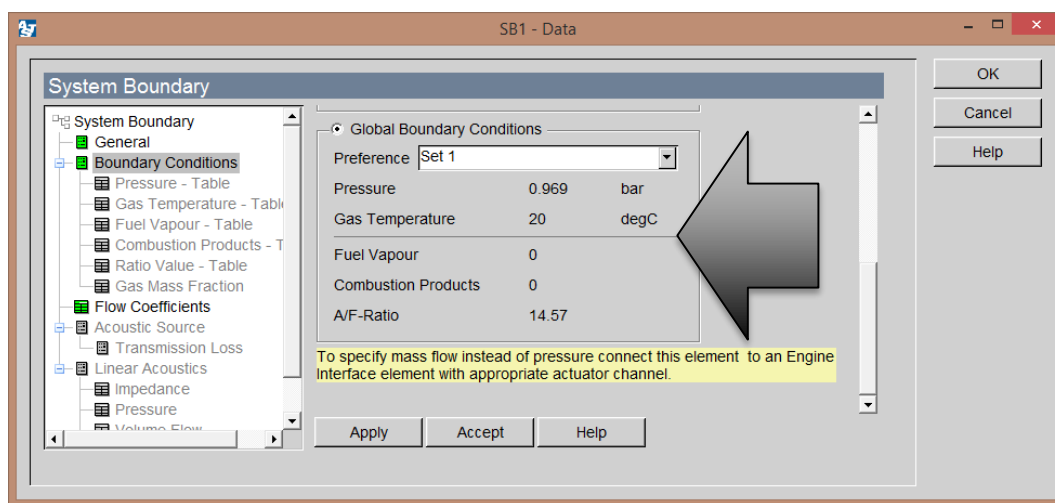 SB1 - Data
System Boundary
System Boundary
General
Boundary Conditions
Pressure - Table
Gas Temperature - Tabl
Fuel Vapour - Table
Combustion Products - T
Ratio Value - Table
Gas Mass Fraction
Flow Coefficients
Acoustic Source
Transmission Loss
Linear Acoustics
Impedance
Pressure
Volume Flow
Global Boundary Conditions
Preference Set 1
Pressure 0.969 bar
Gas Temperature 20 degC
Fuel Vapour 0
Combustion Products 0
A/F-Ratio 14.57
To specify mass flow instead of pressure connect this element to an Engine
Interface element with appropriate actuator channel.
Apply Accept Help
OK
Cancel
Help